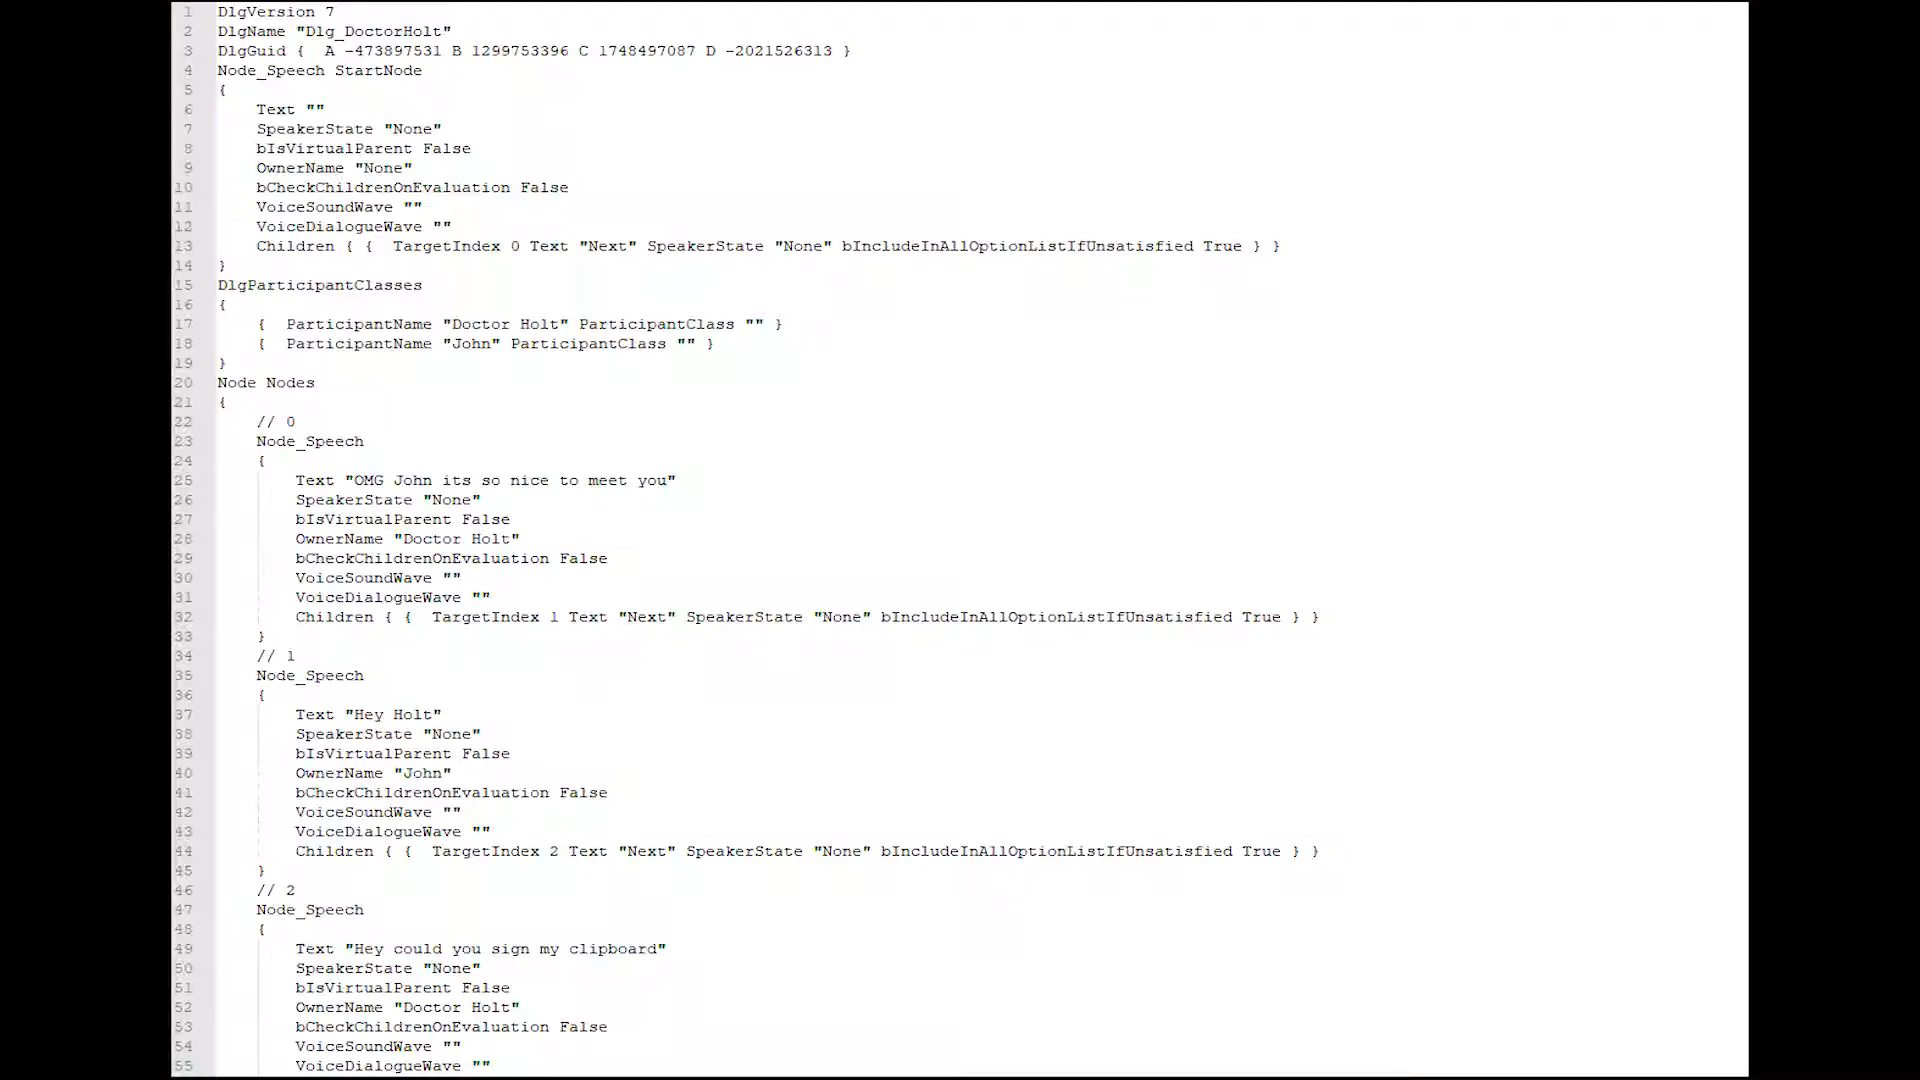 1 DlgVersion 7
2 DlgName "Dlg_DoctorHolt"
3 DlgGuid {  A -473897531 B 1299753396 C 1748497087 D -2021526313 }
4 Node_Speech StartNode
5 {
6     Text ""
7     SpeakerState "None"
8     bIsVirtualParent False
9     OwnerName "None"
10     bCheckChildrenOnEvaluation False
11     VoiceSoundWave ""
12     VoiceDialogueWave ""
13     Children { {  TargetIndex 0 Text "Next" SpeakerState "None" bIncludeInAllOptionListIfUnsatisfied True } }
14 }
15 DlgParticipantClasses
16 {
17     {  ParticipantName "Doctor Holt" ParticipantClass "" }
18     {  ParticipantName "John" ParticipantClass "" }
19 }
20 Node Nodes
21 {
22     // 0
23     Node_Speech
24     {
25         Text "OMG John its so nice to meet you"
26         SpeakerState "None"
27         bIsVirtualParent False
28         OwnerName "Doctor Holt"
29         bCheckChildrenOnEvaluation False
30         VoiceSoundWave ""
31         VoiceDialogueWave ""
32         Children { {  TargetIndex 1 Text "Next" SpeakerState "None" bIncludeInAllOptionListIfUnsatisfied True } }
33     }
34     // 1
35     Node_Speech
36     {
37         Text "Hey Holt"
38         SpeakerState "None"
39         bIsVirtualParent False
40         OwnerName "John"
41         bCheckChildrenOnEvaluation False
42         VoiceSoundWave ""
43         VoiceDialogueWave ""
44         Children { {  TargetIndex 2 Text "Next" SpeakerState "None" bIncludeInAllOptionListIfUnsatisfied True } }
45     }
46     // 2
47     Node_Speech
48     {
49         Text "Hey could you sign my clipboard"
50         SpeakerState "None"
51         bIsVirtualParent False
52         OwnerName "Doctor Holt"
53         bCheckChildrenOnEvaluation False
54         VoiceSoundWave ""
55         VoiceDialogueWave ""